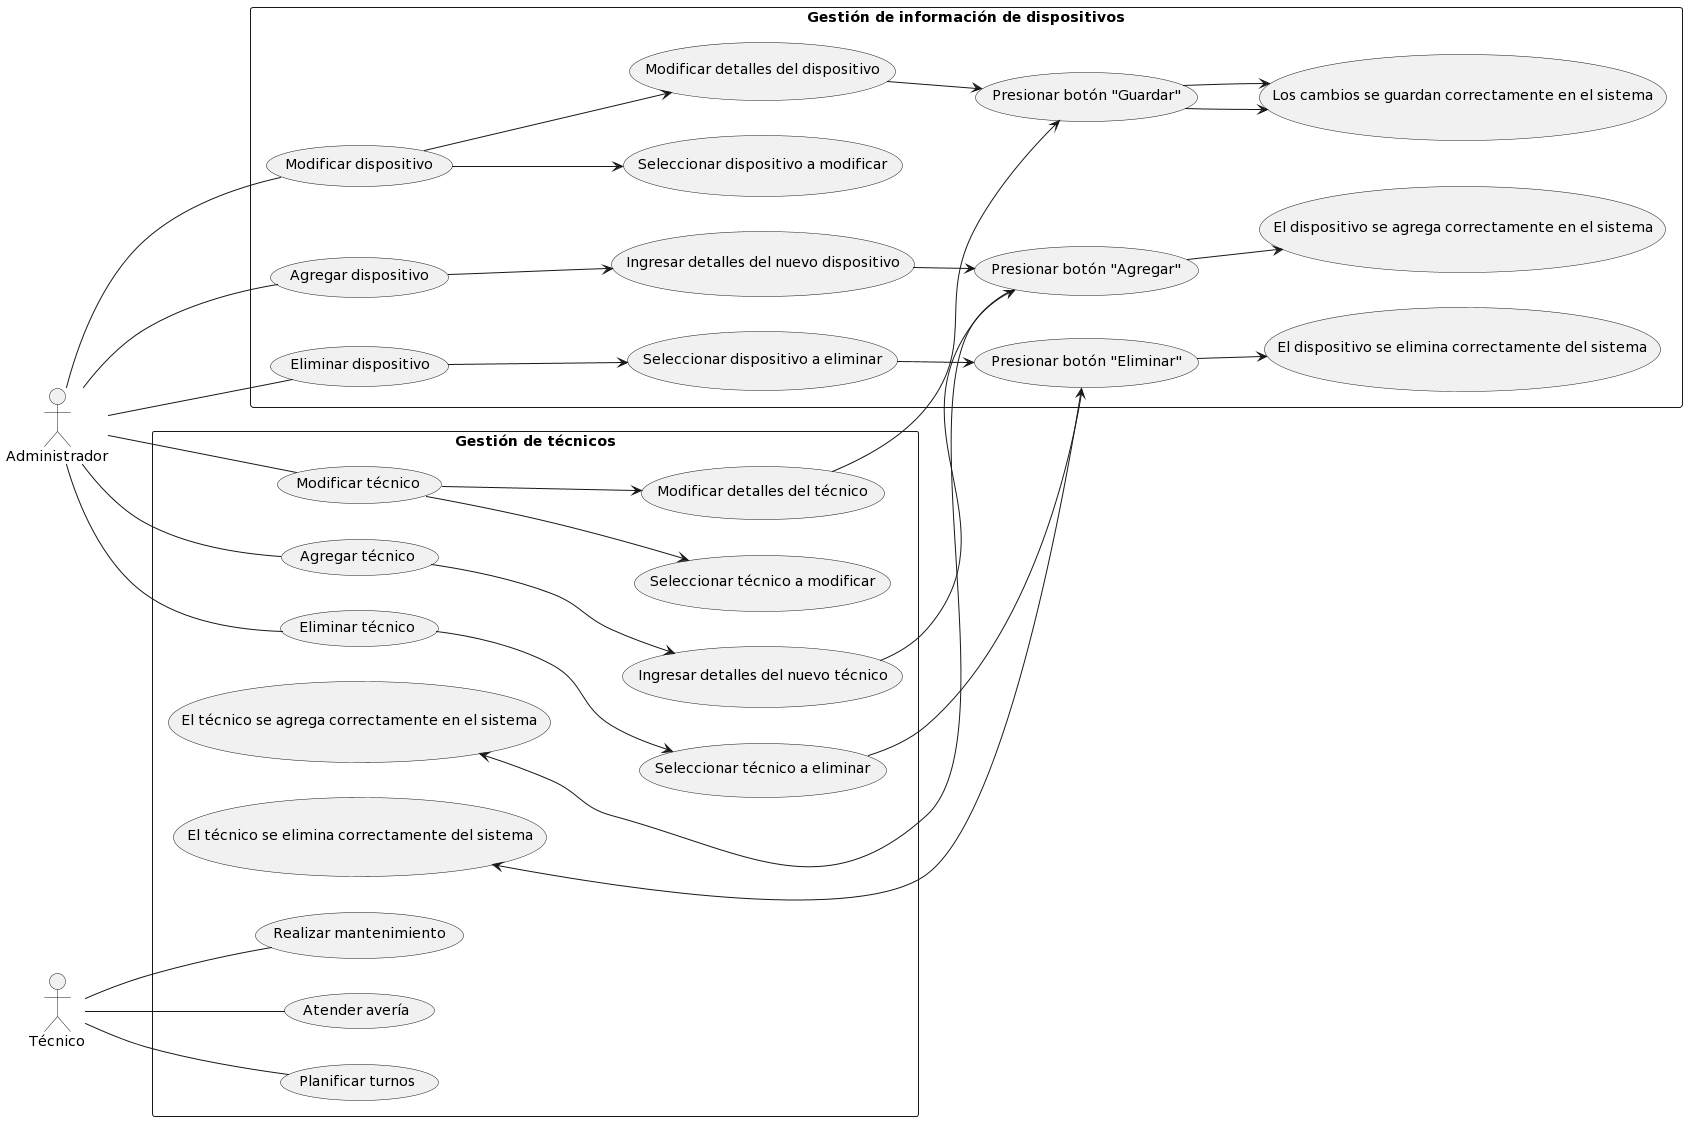 Gestión de información de dispositivos
Modificar detalles del dispositivo
Presionar botón "Guardar"
Los cambios se guardan correctamente en el sistema
Modificar dispositivo
Seleccionar dispositivo a modificar
El dispositivo se agrega correctamente en el sistema
Agregar dispositivo
Ingresar detalles del nuevo dispositivo
Presionar botón "Agregar"
El dispositivo se elimina correctamente del sistema
Eliminar dispositivo
Seleccionar dispositivo a eliminar
Presionar botón "Eliminar"
Administrador
Gestión de técnicos
Modificar técnico
Modificar detalles del técnico
Agregar técnico
Seleccionar técnico a modificar
Eliminar técnico
Ingresar detalles del nuevo técnico
El técnico se agrega correctamente en el sistema
Seleccionar técnico a eliminar
El técnico se elimina correctamente del sistema
Realizar mantenimiento
Atender avería
Técnico
Planificar turnos